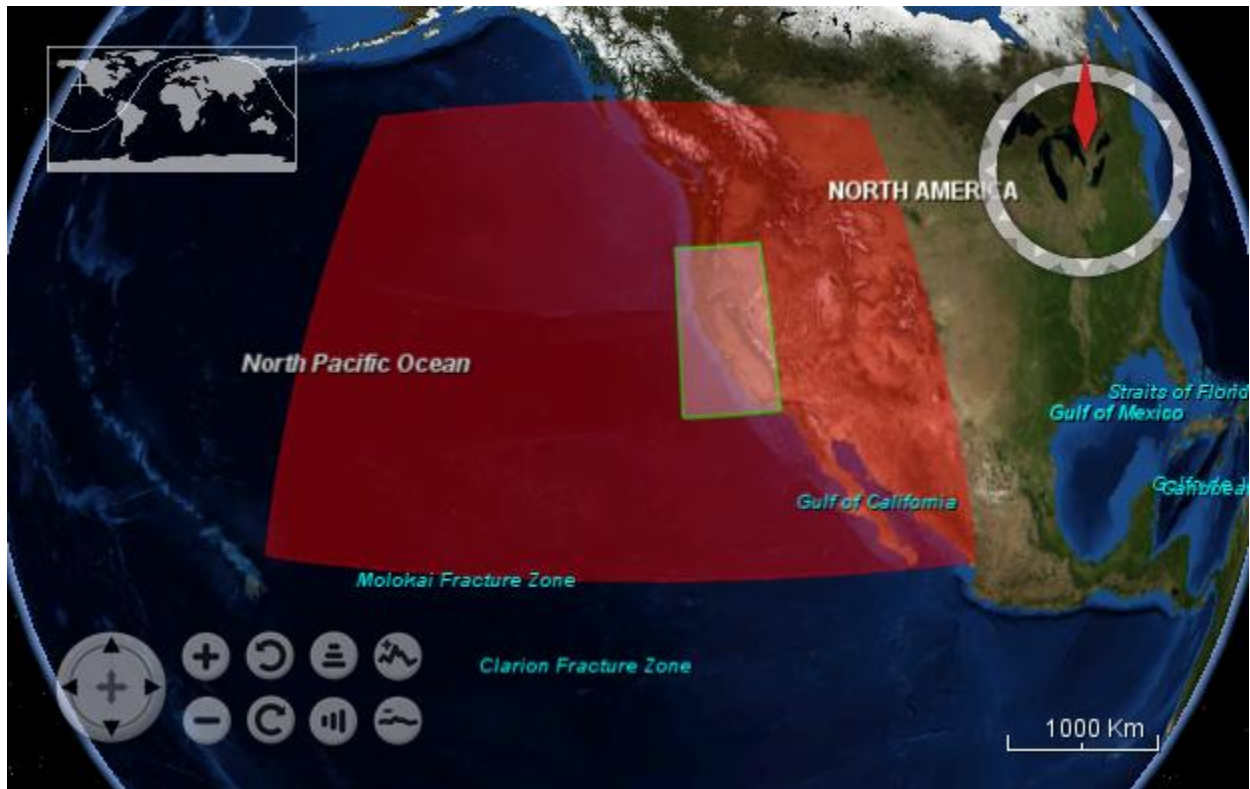 NORTH AMERICA
North Pacific Ocean
Straits of Florid
Gulf of Mexico
Gulf of California
Molokai Fracture Zone
Clarion Fracture Zone
1000 Km